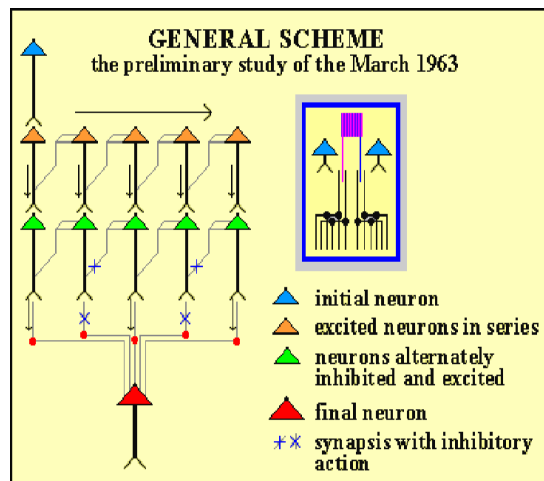 GENERAL SCHEME
the preliminary study of the March 1963
initial neuron
excited neurons in series
neurons alternately
inhibited and excited
final neuron
synapsis with inhibitory
action